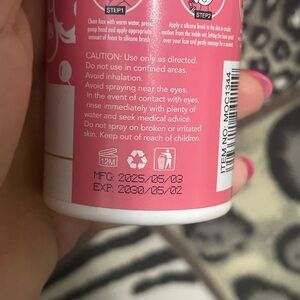 STEP1
Clean face with warm water, press
pump head and apply appropriate
amount of foam to silicone brush
STEP2
Apply a silicone brush to the skin in circular
motion from the inside out, letting the foam pat
over your face and gently massage for a second
CAUTION: Use only as directed.
Do not use in confined areas.
Avoid inhalation.
Avoid spraying near the eyes.
In the event of contact with eyes,
rinse immediately with plenty of
water and seek medical advice.
Do not spray on broken or irritated
skin. Keep out of reach of children.
12M
MFG: 2025/05/03
EXP: 2030/05/02
ITEM NO.:MOC1344